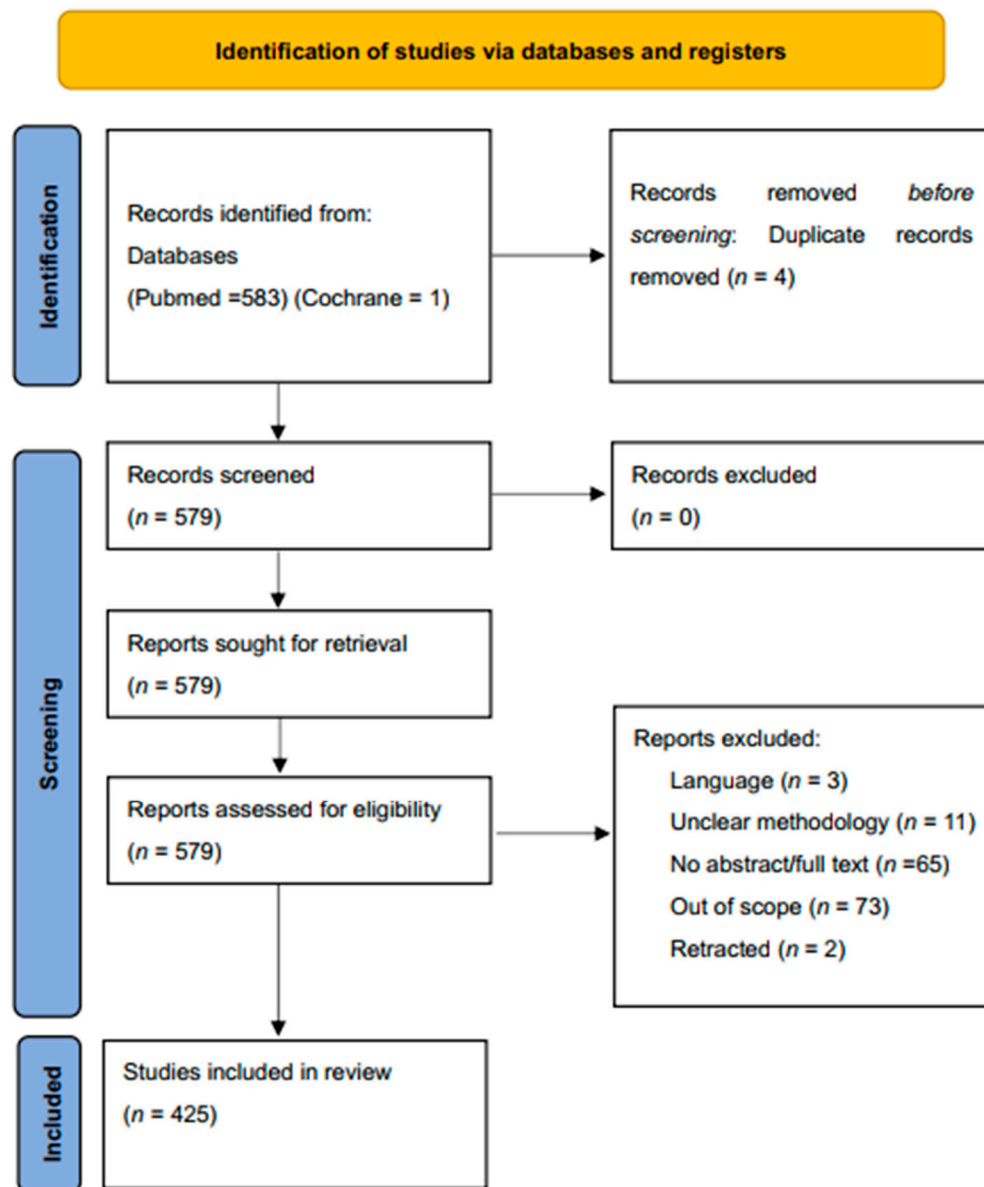 Identification of studies via databases and registers
Identification
Records identified from:
Databases
(Pubmed =583) (Cochrane = 1)
Records removed before
screening: Duplicate records
removed (n = 4)
Screening
Records screened
(n = 579)
Records excluded
(n = 0)
Reports sought for retrieval
(n = 579)
Reports assessed for eligibility
(n = 579)
Reports excluded:
Language (n = 3)
Unclear methodology (n = 11)
No abstract/full text (n =65)
Out of scope (n = 73)
Retracted (n = 2)
Included
Studies included in review
(n = 425)